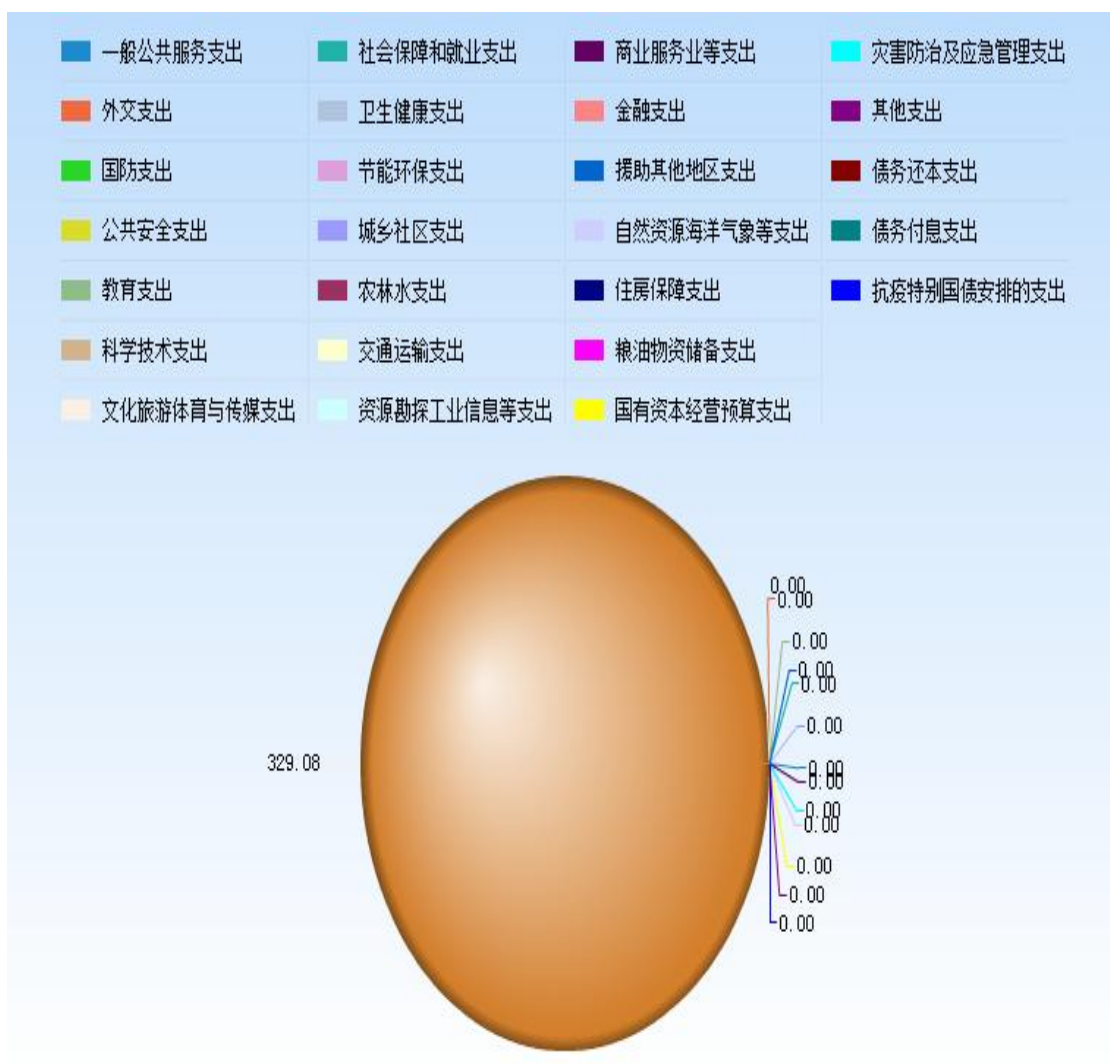 一般公共服务支出 社会保障和就业支出 商业服务业等支出 灾害防治及应急管理支出
外交支出 卫生健康支出 金融支出 其他支出
国防支出 节能环保支出 援助其他地区支出 债务还本支出
公共安全支出 城乡社区支出 自然资源海洋气象等支出 债务付息支出
教育支出 农林水支出 住房保障支出 抗疫特别国债安排的支出
科学技术支出 交通运输支出 粮油物资储备支出
文化旅游体育与传媒支出 资源勘探工业信息等支出 国有资本经营预算支出
0.00
0.00
0.00
0.00
0.00
0.00
329.08
0.00
0.00
0.00
0.00
0.00
0.00
0.00